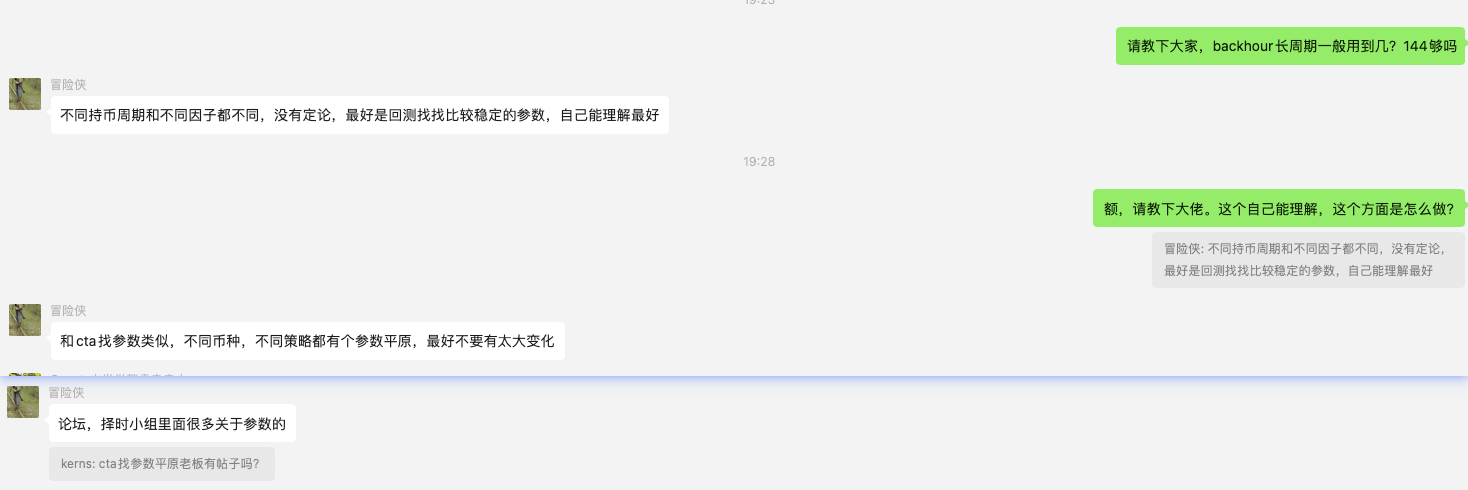 19:23
请教下大家，backhour长周期一般用到几？144够吗
冒险侠
不同持币周期和不同因子都不同，没有定论，最好是回测找找比较稳定的参数，自己能理解最好
19:28
额，请教下大佬。这个自己能理解，这个方面是怎么做？
冒险侠: 不同持币周期和不同因子都不同，没有定论，
最好是回测找找比较稳定的参数，自己能理解最好
冒险侠
和cta找参数类似，不同币种，不同策略都有个参数平原，最好不要有太大变化
冒险侠
论坛，择时小组里面很多关于参数的
kerns: cta找参数平原老板有帖子吗？